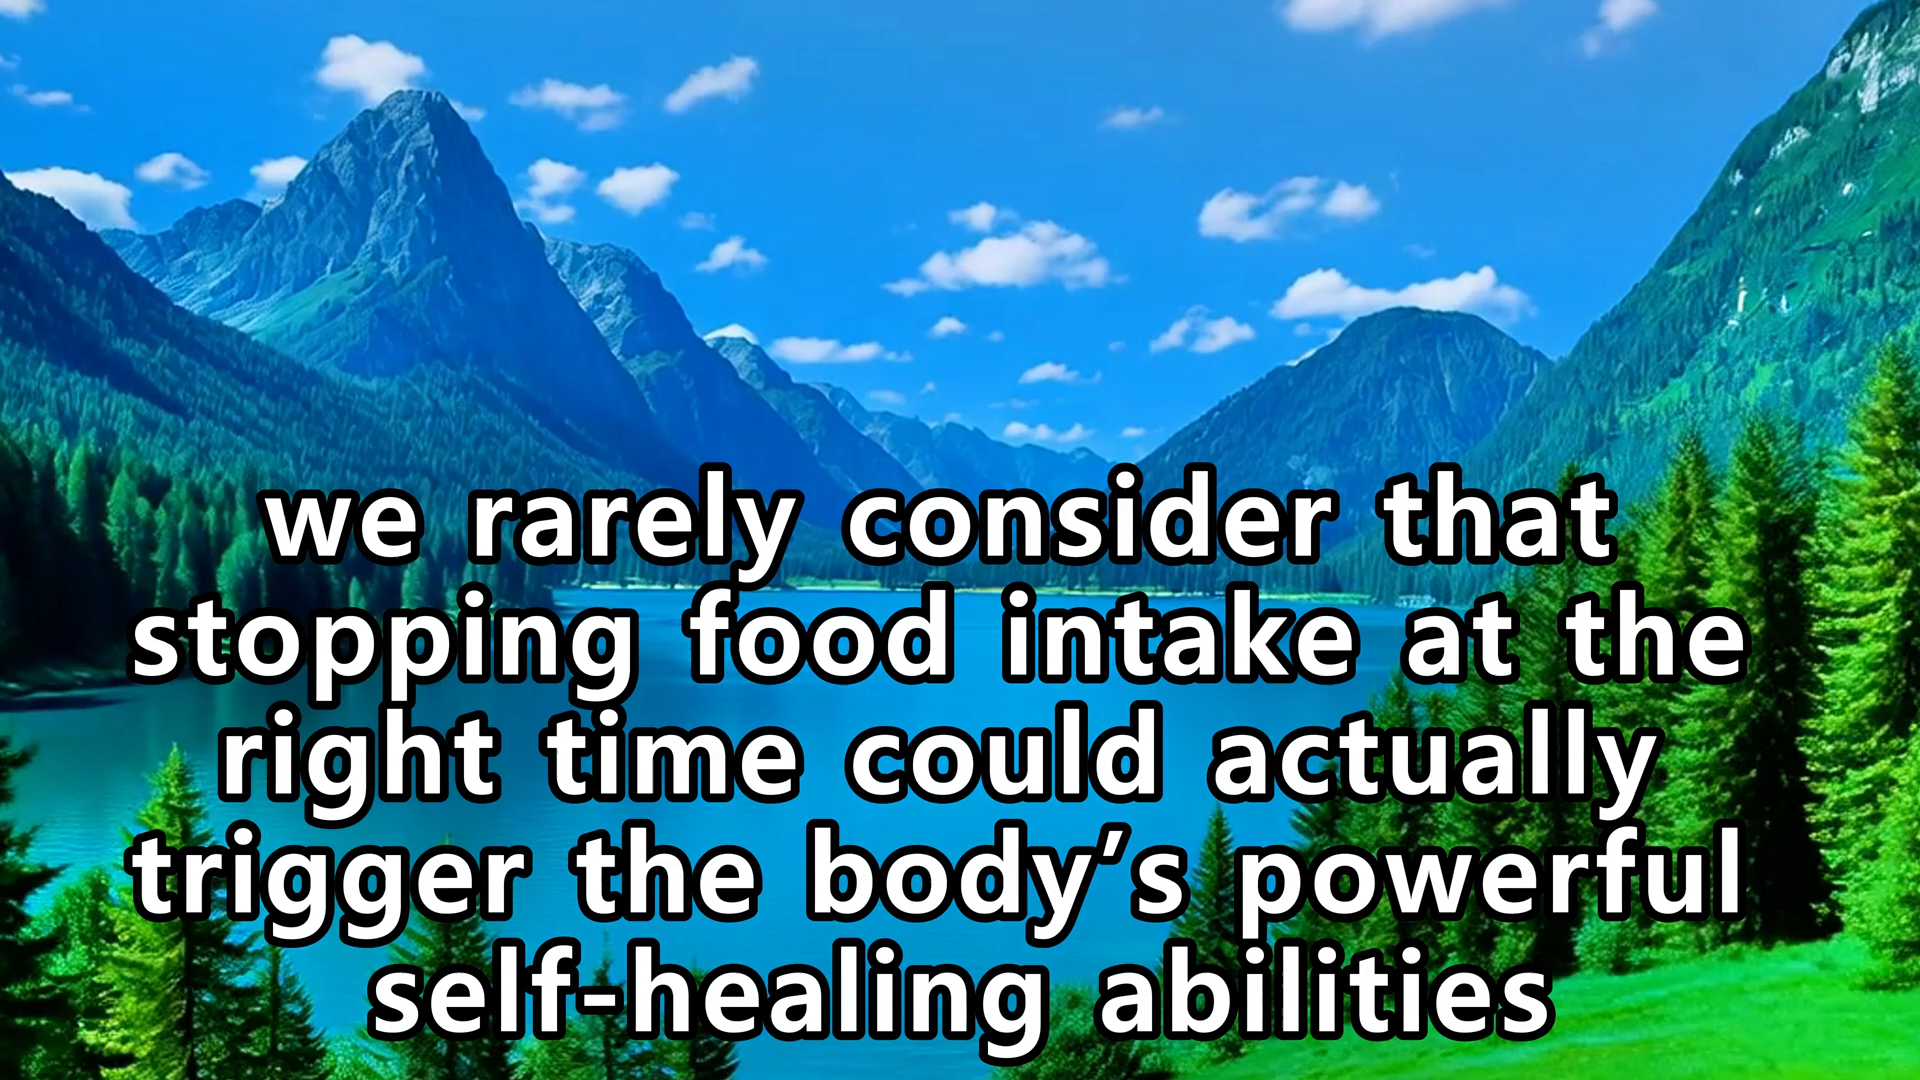 we rarely consider that
stopping food intake at the
right time could actually
trigger the body’s powerful
self-healing abilities